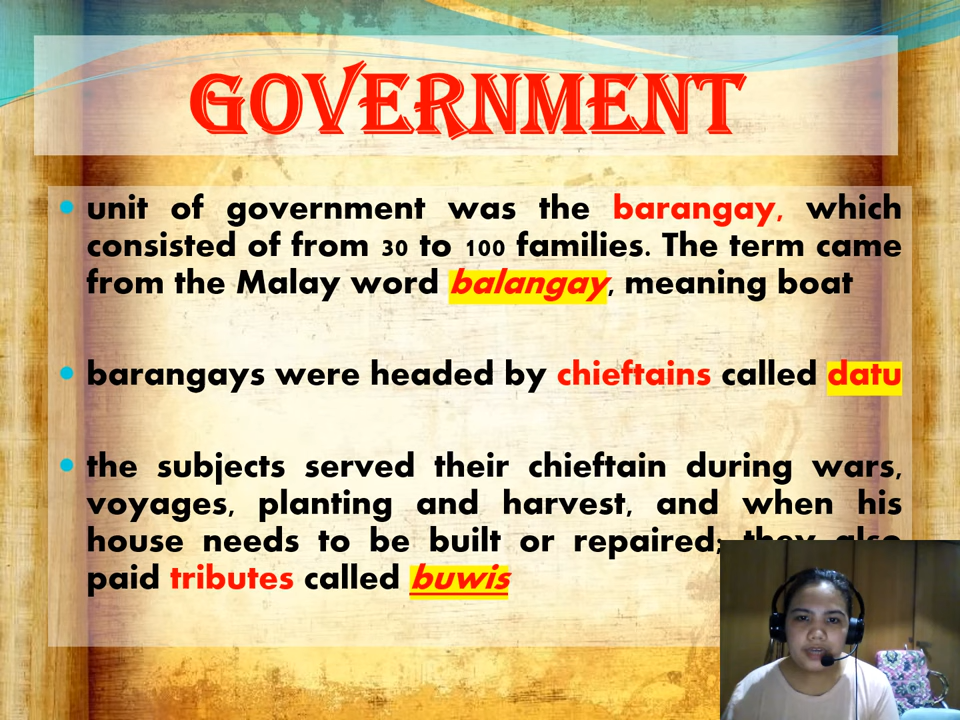 GOVERNMENT
unit of government was the barangay, which
consisted of from 30 to 100 families. The term came
from the Malay word balangay, meaning boat
barangays were headed by chieftains called datu
the subjects served their chieftain during wars,
voyages, planting and harvest, and when his
house needs to be built or repaired; they also
paid tributes called buwis